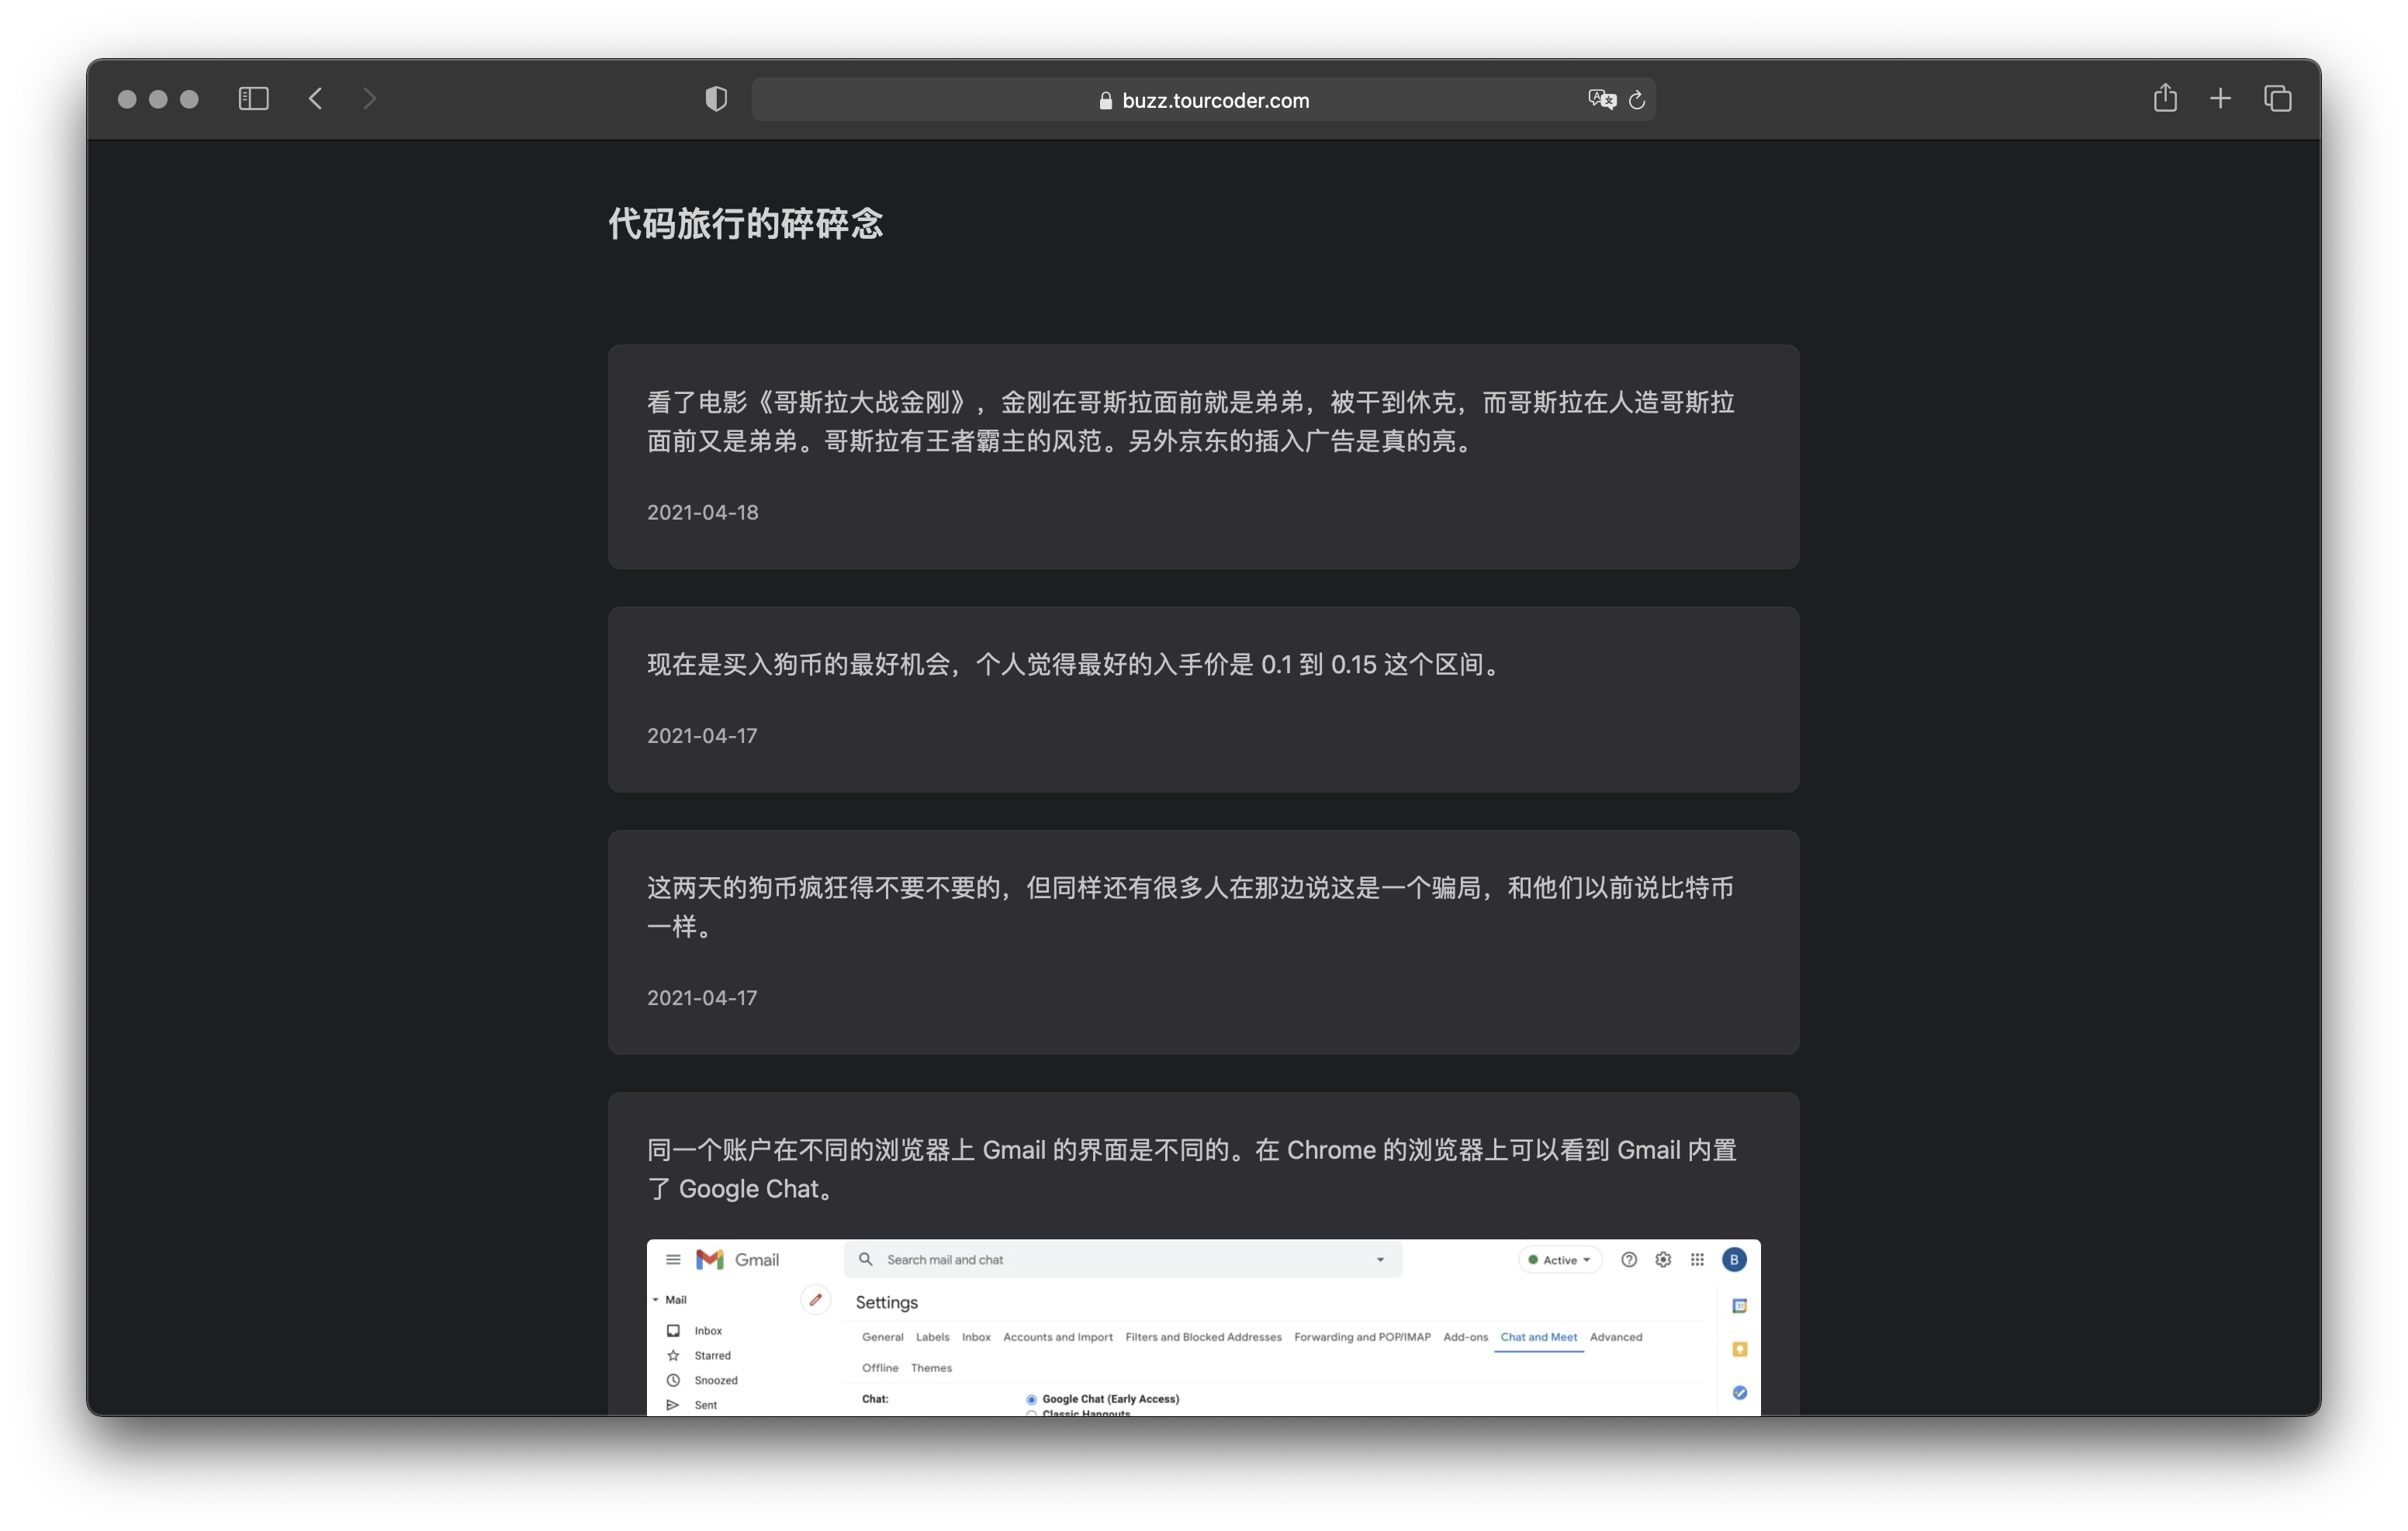 buzz.tourcoder.com
代码旅行的碎碎念
看了电影《哥斯拉大战金刚》，金刚在哥斯拉面前就是弟弟，被干到休克，而哥斯拉在人造哥斯拉
面前又是弟弟。哥斯拉有王者霸主的风范。另外京东的插入广告是真的亮。
2021-04-18
现在是买入狗币的最好机会，个人觉得最好的入手价是 0.1 到 0.15 这个区间。
2021-04-17
这两天的狗币疯狂得不要不要的，但同样还有很多人在那边说这是一个骗局，和他们以前说比特币
一样。
2021-04-17
同一个账户在不同的浏览器上 Gmail 的界面是不同的。在 Chrome 的浏览器上可以看到 Gmail 内置
了 Google Chat。
Gmail
Search mail and chat
Active
B
Mail
Settings
Inbox
General Labels Inbox Accounts and Import Filters and Blocked Addresses Forwarding and POP/IMAP Add-ons Chat and Meet Advanced
Starred
Offline Themes
Snoozed
Chat: Google Chat (Early Access)
Sent
Classic Hangouts